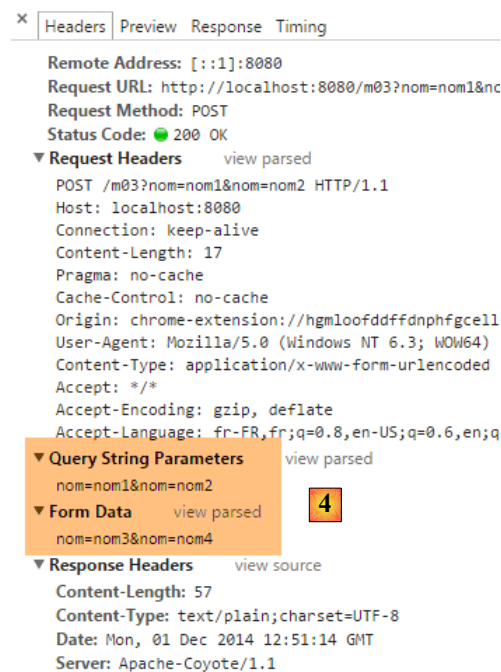 × Headers Preview Response Timing
Remote Address: [::1]:8080
Request URL: http://localhost:8080/m03?nom=nom1&no
Request Method: POST
Status Code: 200 OK
▼ Request Headers view parsed
POST /m03?nom=nom1&nom=nom2 HTTP/1.1
Host: localhost:8080
Connection: keep-alive
Content-Length: 17
Pragma: no-cache
Cache-Control: no-cache
Origin: chrome-extension://hgmloofddffdnphfgcell
User-Agent: Mozilla/5.0 (Windows NT 6.3; WOW64)
Content-Type: application/x-www-form-urlencoded
Accept: */*
Accept-Encoding: gzip, deflate
Accept-Language: fr-FR,fr;q=0.8,en-US;q=0.6,en;q
▼ Query String Parameters view parsed
nom=nom1&nom=nom2
▼ Form Data view parsed
4
nom=nom3&nom=nom4
▼ Response Headers view source
Content-Length: 57
Content-Type: text/plain;charset=UTF-8
Date: Mon, 01 Dec 2014 12:51:14 GMT
Server: Apache-Coyote/1.1